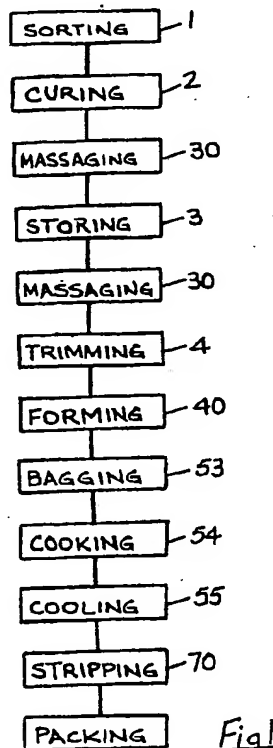 SORTING 1
CURING 2
MASSAGING 30
STORING 3
MASSAGING 30
TRIMMING 4
FORMING 40
BAGGING 53
COOKING 54
COOLING 55
STRIPPING 70
PACKING Fig1